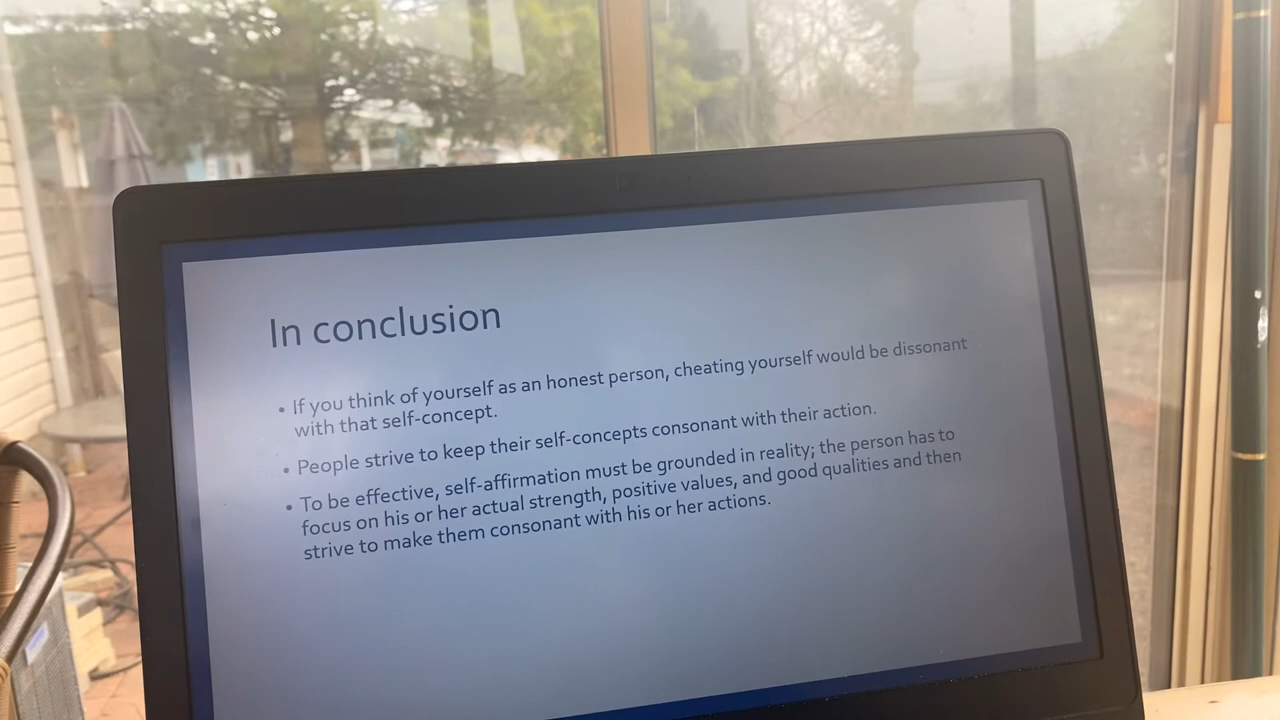 In conclusion
• If you think of yourself as an honest person, cheating yourself would be dissonant
with that self-concept.
• People strive to keep their self-concepts consonant with their action.
• To be effective, self-affirmation must be grounded in reality; the person has to
focus on his or her actual strength, positive values, and good qualities and then
strive to make them consonant with his or her actions.